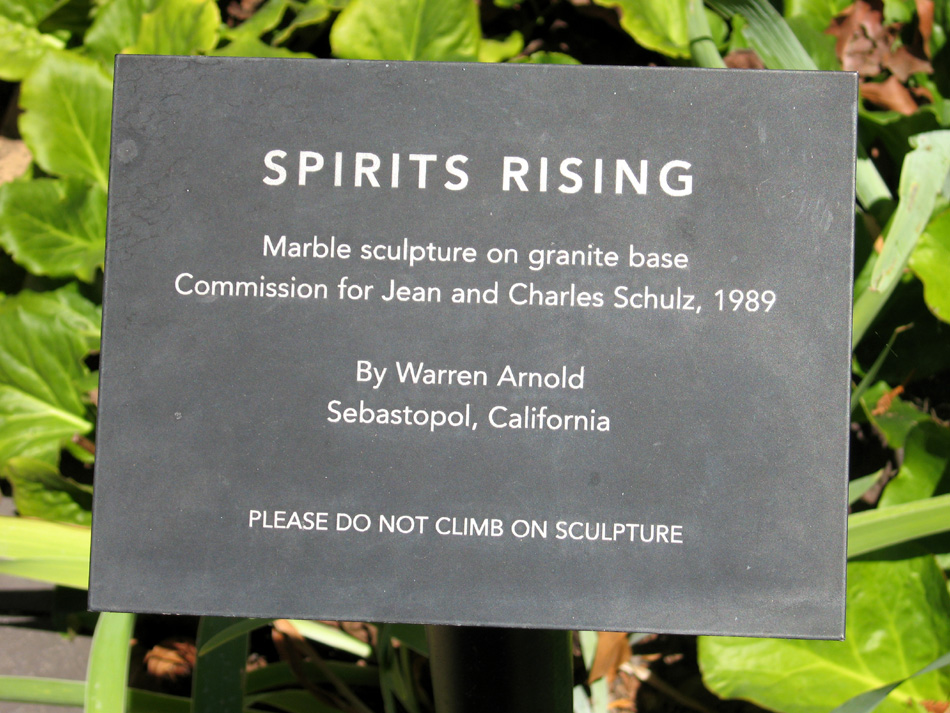 SPIRITS RISING
Marble sculpture on granite base
Commission for Jean and Charles Schulz, 1989
By Warren Arnold
Sebastopol, California
PLEASE DO NOT CLIMB ON SCULPTURE